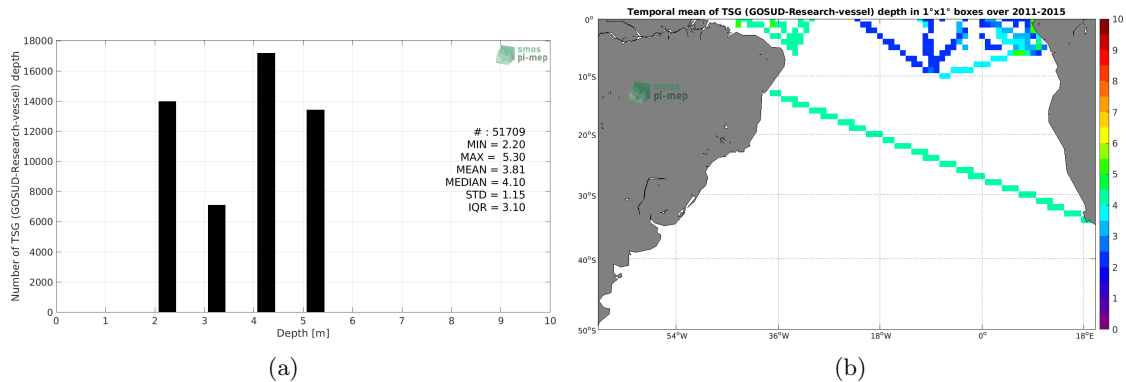 18000
16000
14000
12000
10000
8000
6000
4000
2000
0
Number of TSG (GOSUD-Research-vessel) depth
smos
pi-mep
# : 51709
MIN = 2.20
MAX = 5.30
MEAN = 3.81
MEDIAN = 4.10
STD = 1.15
IQR = 3.10
0 1 2 3 4 5 6 7 8 9 10
Depth [m]
(a)
Temporal mean of TSG (GOSUD-Research-vessel) depth in 1°x1° boxes over 2011-2015
0°
10°S
20°S
30°S
40°S
50°S
smos
pi-mep
54°W 36°W 18°W 0° 18°E
10
9
8
7
6
5
4
3
2
1
0
(b)